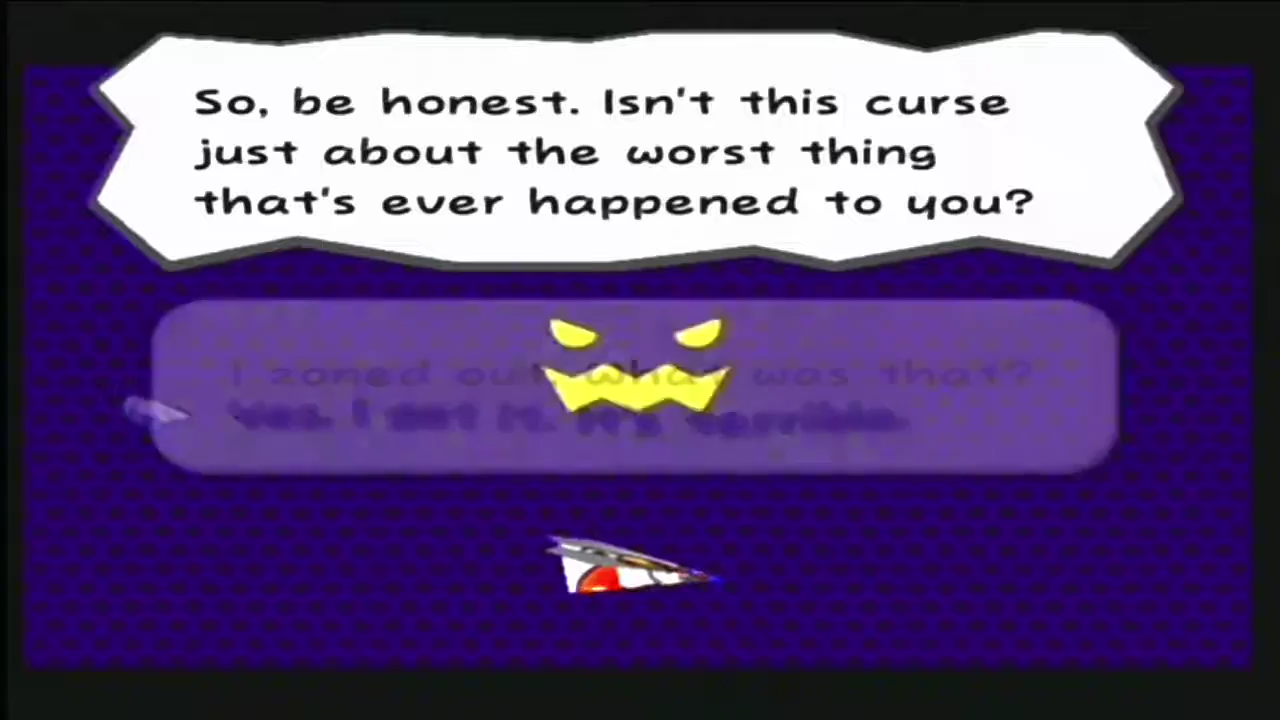 So, be honest. Isn't this curse
just about the worst thing
that's ever happened to you?
I zoned out. What was that?
Yes. I get it. It's terrible.